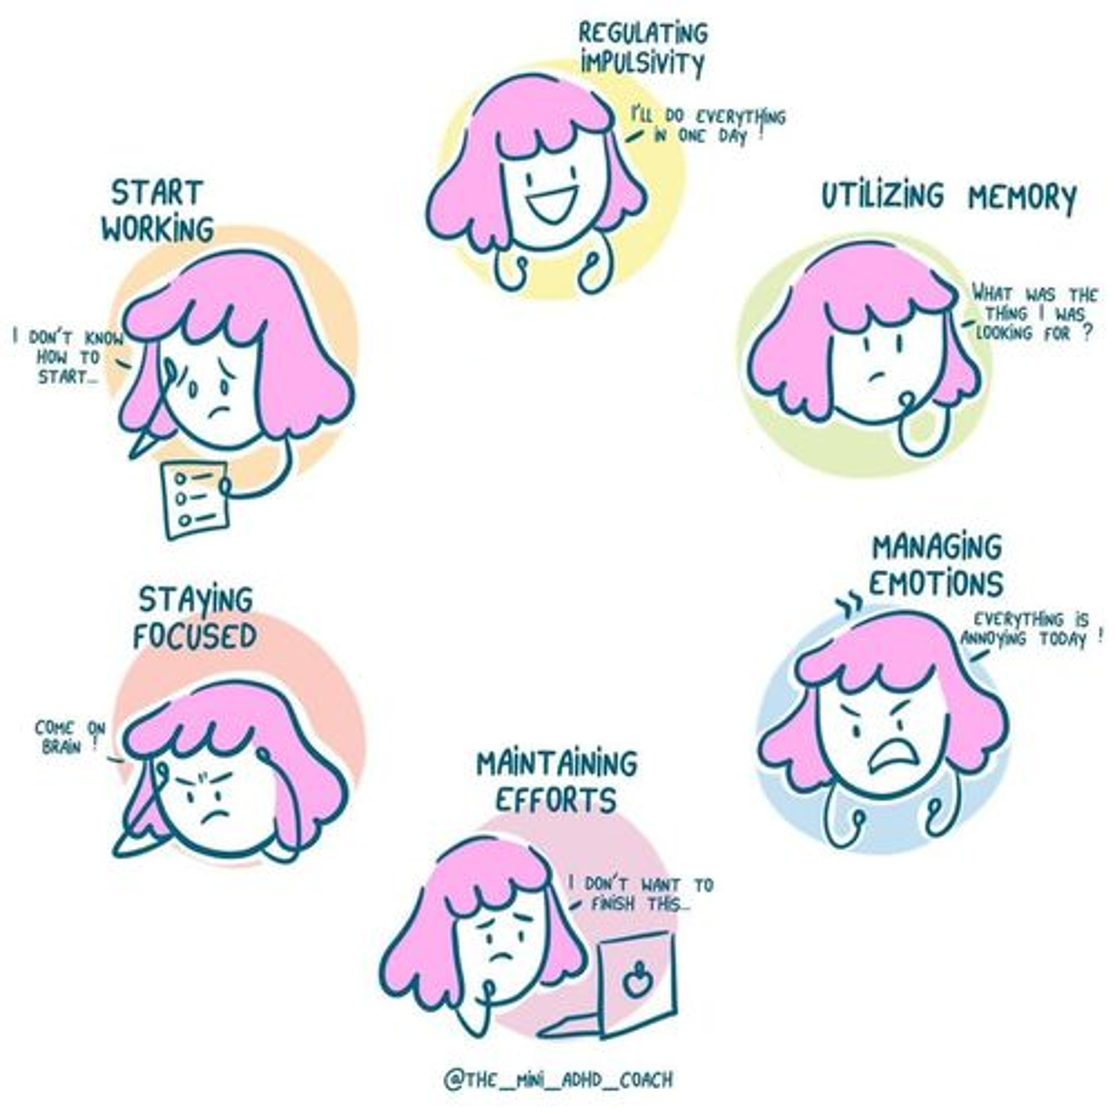 REGULATING
IMPULSIVITY
I'LL DO EVERYTHING
IN ONE DAY !
UTILIZING MEMORY
WHAT WAS THE
THING I WAS
LOOKING FOR ?
MANAGING
EMOTIONS
EVERYTHING IS
ANNOYING TODAY !
MAINTAINING
EFFORTS
I DON'T WANT TO
FINISH THIS...
STAYING
FOCUSED
COME ON
BRAIN !
START
WORKING
I DON'T KNOW
HOW TO
START...
@THE_MINI_ADHD_COACH